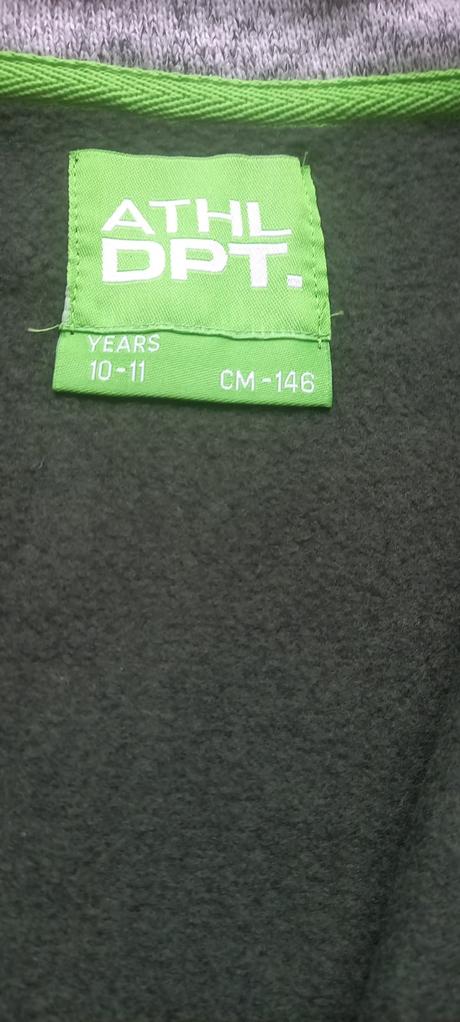 ATHL
DPT.
YEARS
10-11 CM-146